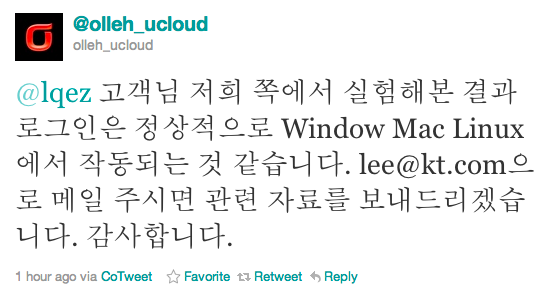 @olleh_ucloud
olleh_ucloud
@lqez 고객님 저희 쪽에서 실험해본 결과
로그인은 정상적으로 Window Mac Linux
에서 작동되는 것 같습니다. lee@kt.com으
로 메일 주시면 관련 자료를 보내드리겠습
니다. 감사합니다.
1 hour ago via CoTweet Favorite Retweet Reply